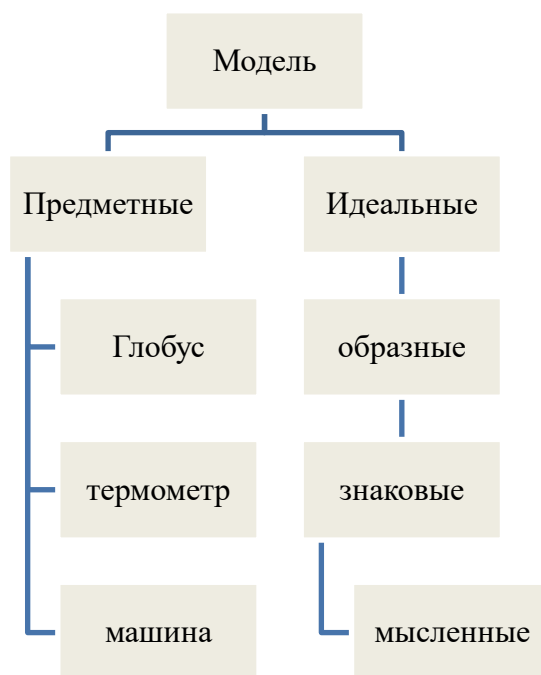 Модель
Предметные
Идеальные
Глобус
образные
термометр
знаковые
машина
мысленные